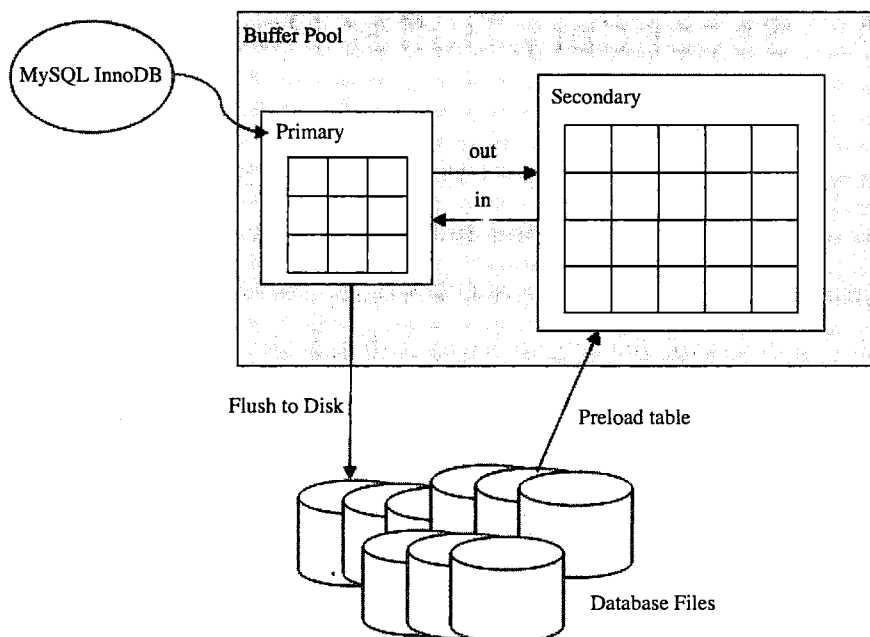 Buffer Pool
MySQL InnoDB
Secondary
Primary
out
in
Flush to Disk
Preload table
Database Files